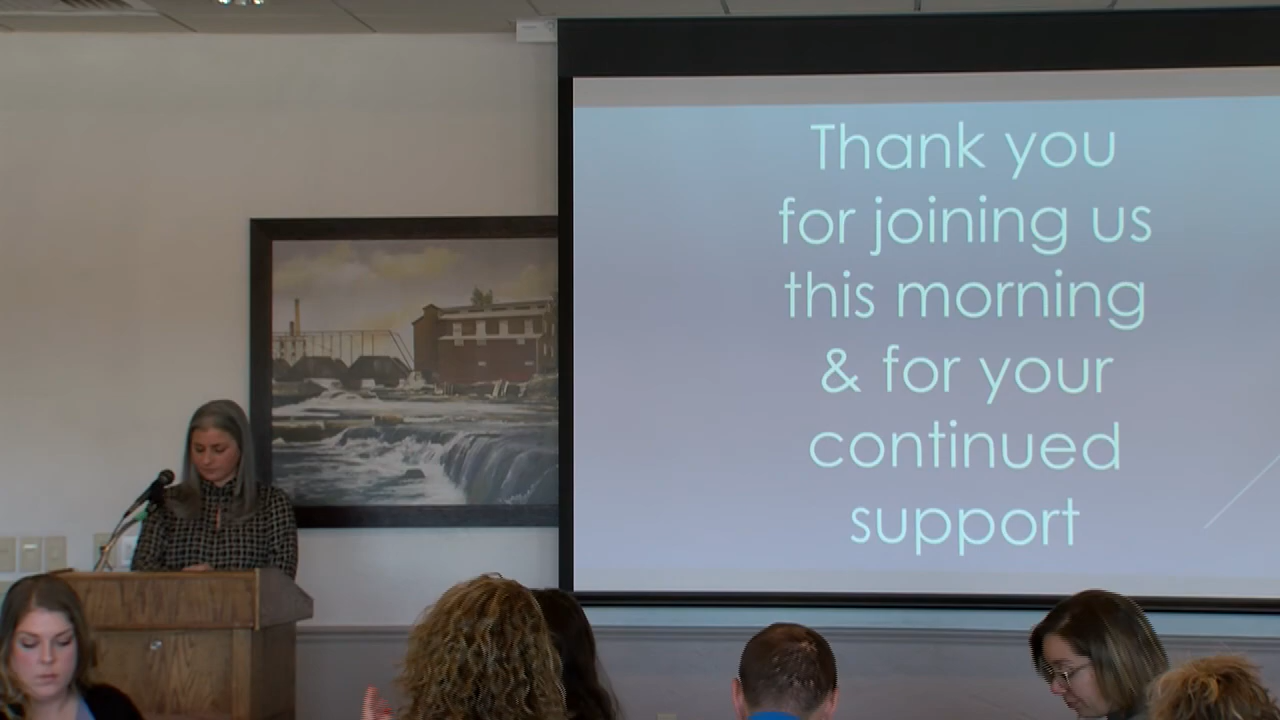 Thank you
for joining us
this morning
& for your
continued
support